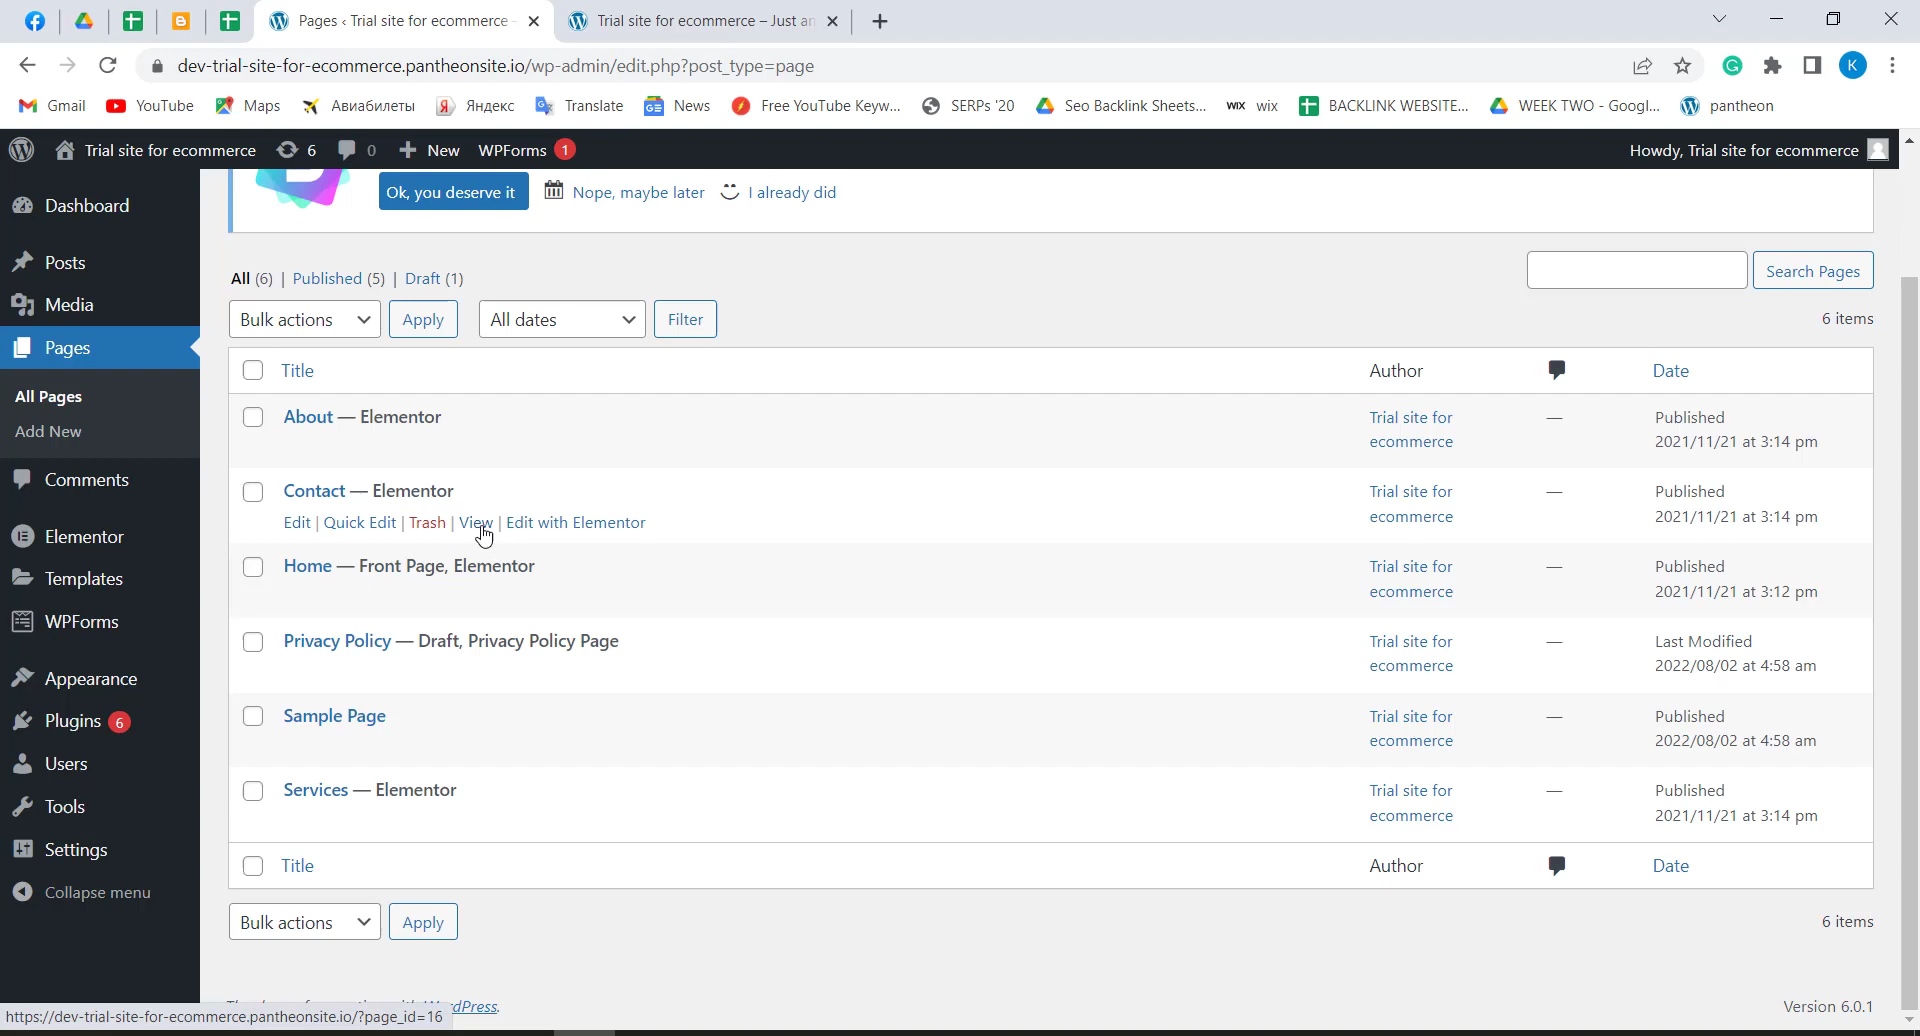 Pages ‹ Trial site for ecommerce - Trial site for ecommerce – Just an
dev-trial-site-for-ecommerce.pantheonsite.io/wp-admin/edit.php?post_type=page K
Gmail YouTube Maps Авиабилеты Яндекс Translate News Free YouTube Keyw... SERPs '20 Seo Backlink Sheets... WIX wix BACKLINK WEBSITE... WEEK TWO - Googl... pantheon
Trial site for ecommerce 6 0 New WPForms 1 Howdy, Trial site for ecommerce
Ok, you deserve it Nope, maybe later I already did
Dashboard
Posts
Media
Pages
All Pages
Add New
Comments
Elementor
Templates
WPForms
Appearance
Plugins 6
Users
Tools
Settings
Collapse menu
All (6) | Published (5) | Draft (1)
Search Pages
Bulk actions Apply All dates Filter 6 items
Title Author Date
About — Elementor Trial site for — Published
ecommerce 2021/11/21 at 3:14 pm
Contact — Elementor Trial site for — Published
Edit | Quick Edit | Trash | View | Edit with Elementor ecommerce 2021/11/21 at 3:14 pm
Home — Front Page, Elementor Trial site for — Published
ecommerce 2021/11/21 at 3:12 pm
Privacy Policy — Draft, Privacy Policy Page Trial site for — Last Modified
ecommerce 2022/08/02 at 4:58 am
Sample Page Trial site for — Published
ecommerce 2022/08/02 at 4:58 am
Services — Elementor Trial site for — Published
ecommerce 2021/11/21 at 3:14 pm
Title Author Date
Bulk actions Apply 6 items
dPress. Version 6.0.1
https://dev-trial-site-for-ecommerce.pantheonsite.io/?page_id=16